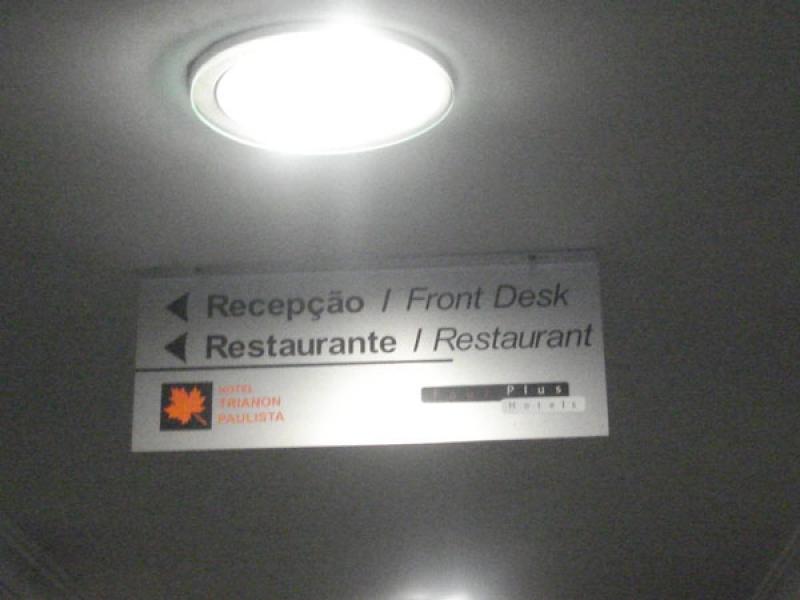 Recepção / Front Desk
Restaurante / Restaurant
HOTEL
TRIANON
PAULISTA
Plus
Hotels